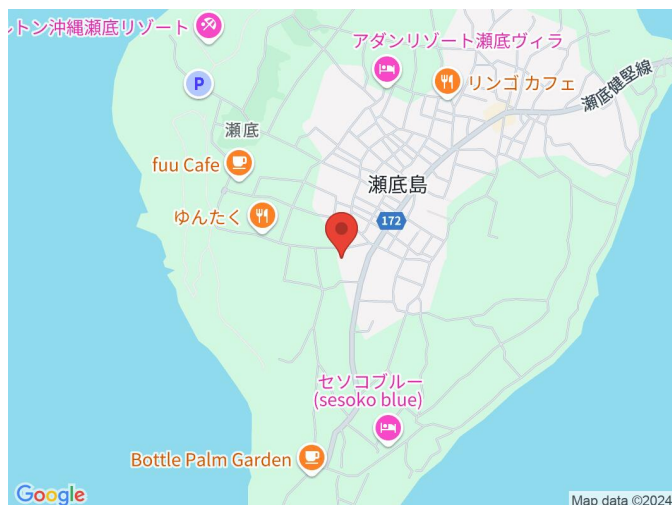 ルトン沖縄瀬底リゾート
アダンリゾート瀬底ヴィラ
P
リンゴ カフェ
瀬底健堅線
瀬底
fuu Cafe
瀬底島
ゆんたく
172
セソコブルー
(sesoko blue)
Bottle Palm Garden
Google
Map data ©2024